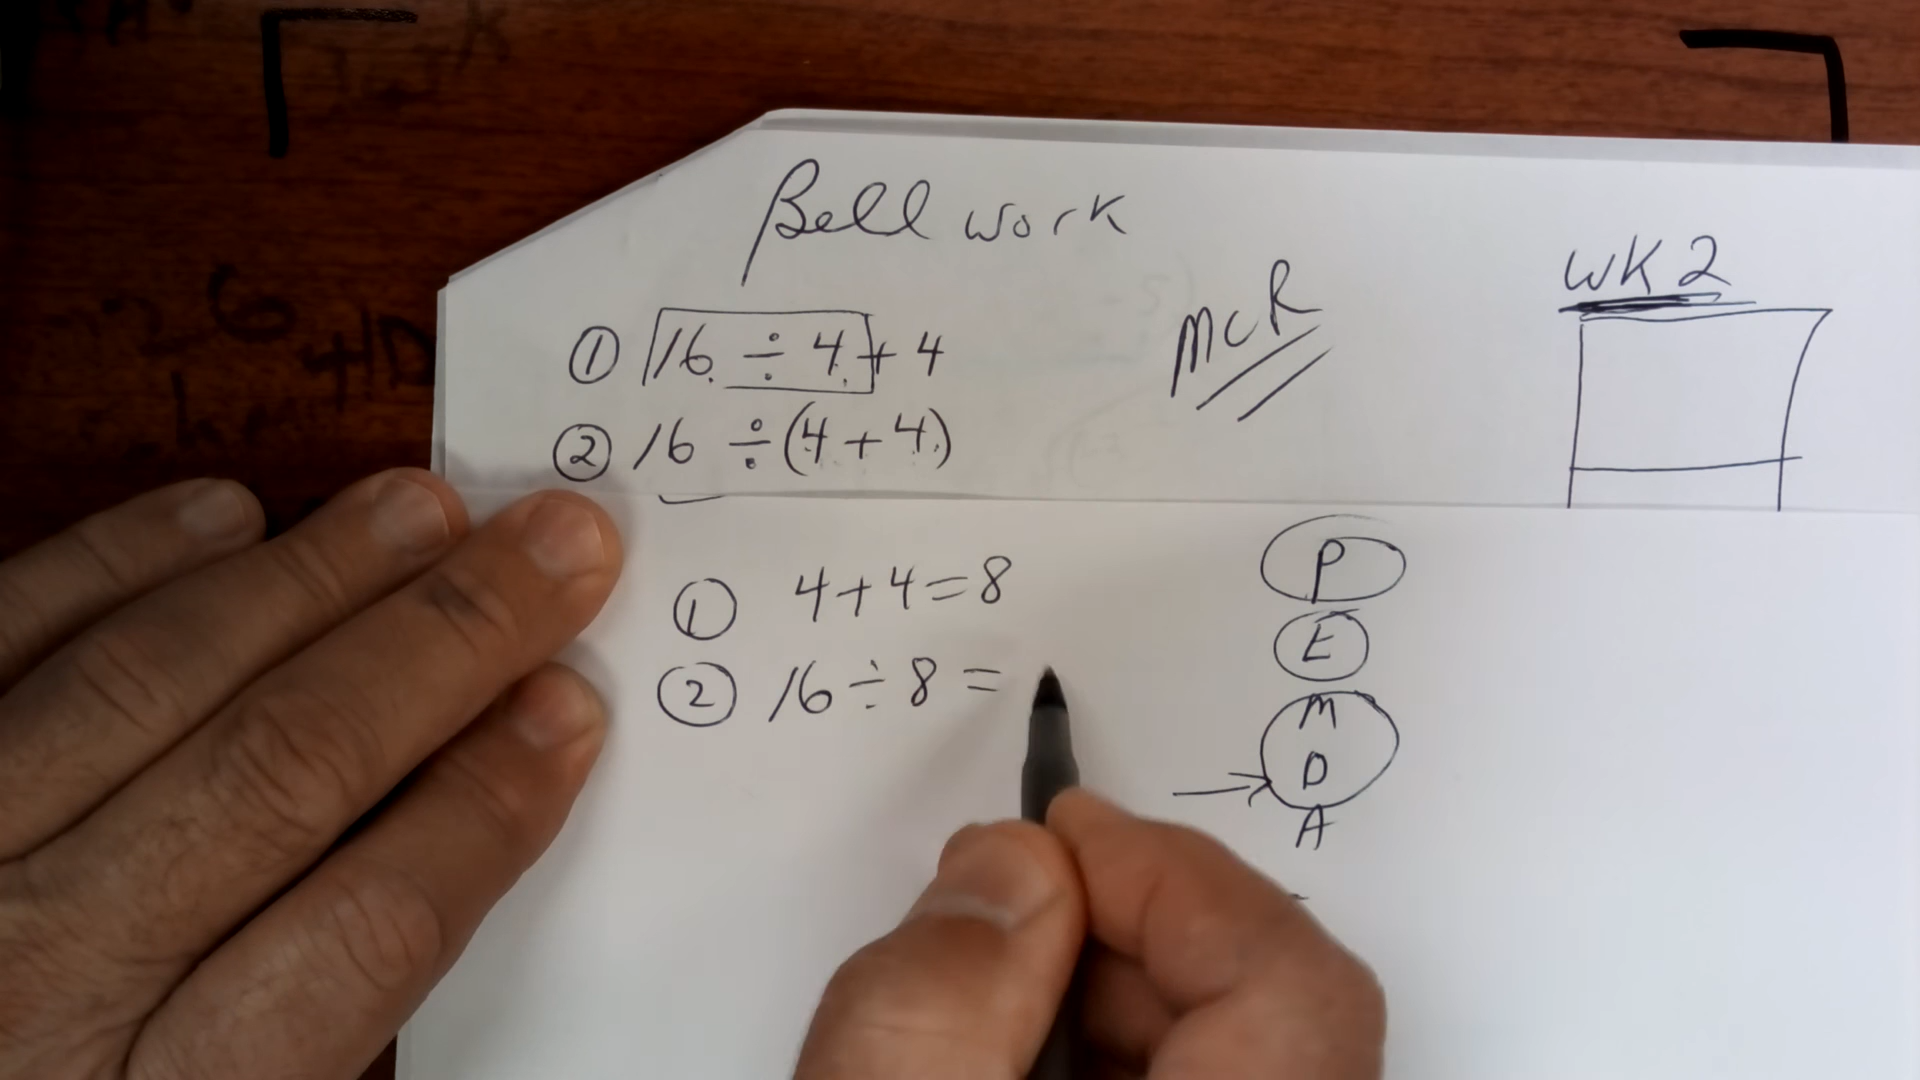 Bell work
① 16 ÷ 4 + 4
② 16 ÷ (4 + 4)
MCR
WK 2
① 4 + 4 = 8
② 16 ÷ 8 =
P
E
M
D
A